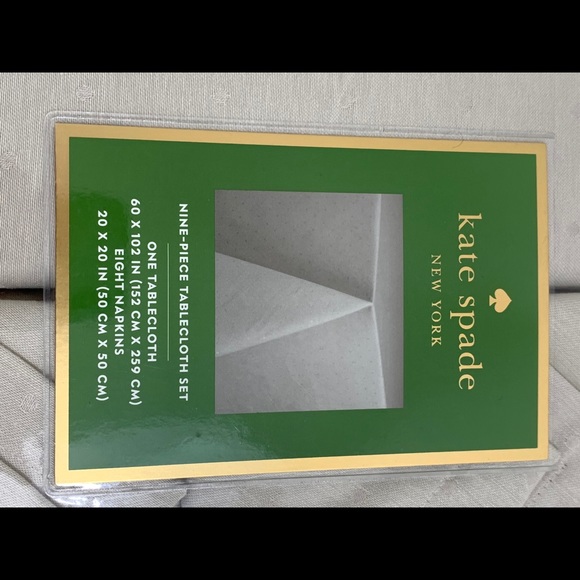 kate spade
NEW YORK
NINE-PIECE TABLECLOTH SET
ONE TABLECLOTH
60 X 102 IN (152 CM X 259 CM)
EIGHT NAPKINS
20 X 20 IN (50 CM X 50 CM)